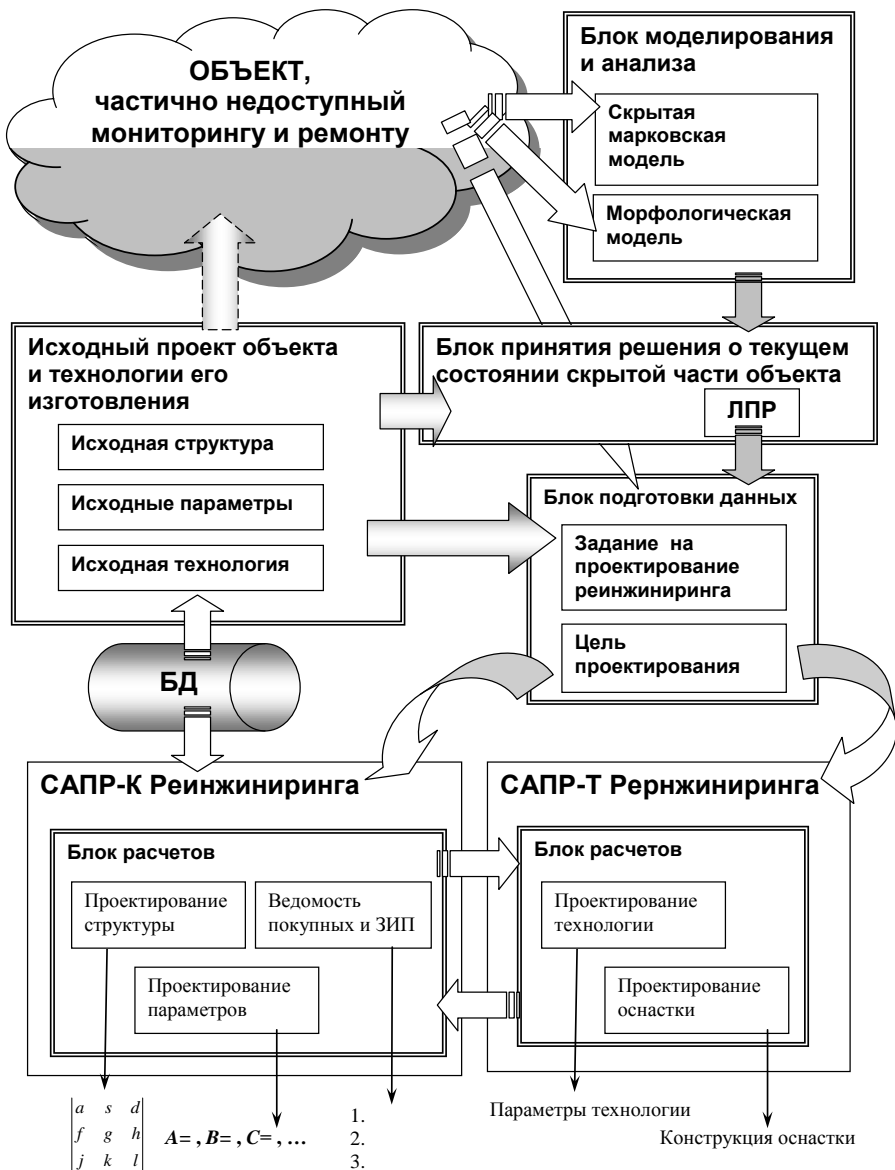 ОБЪЕКТ,
частично недоступный
мониторингу и ремонту
Блок моделирования
и анализа
Скрытая
марковская
модель
Морфологическая
модель
Исходный проект объекта
и технологии его
изготовления
Исходная структура
Исходные параметры
Исходная технология
Блок принятия решения о текущем
состоянии скрытой части объекта
ЛПР
Блок подготовки данных
Задание на
проектирование
реинжиниринга
Цель
проектирования
БД
САПР-К Реинжиниринга
Блок расчетов
Проектирование
структуры
Ведомость
покупных и ЗИП
Проектирование
параметров
САПР-Т Рернжиниринга
Блок расчетов
Проектирование
технологии
Проектирование
оснастки
a s d
f g h
j k l
A= , B= , C= , …
1.
2.
3.
Параметры технологии
Конструкция оснастки